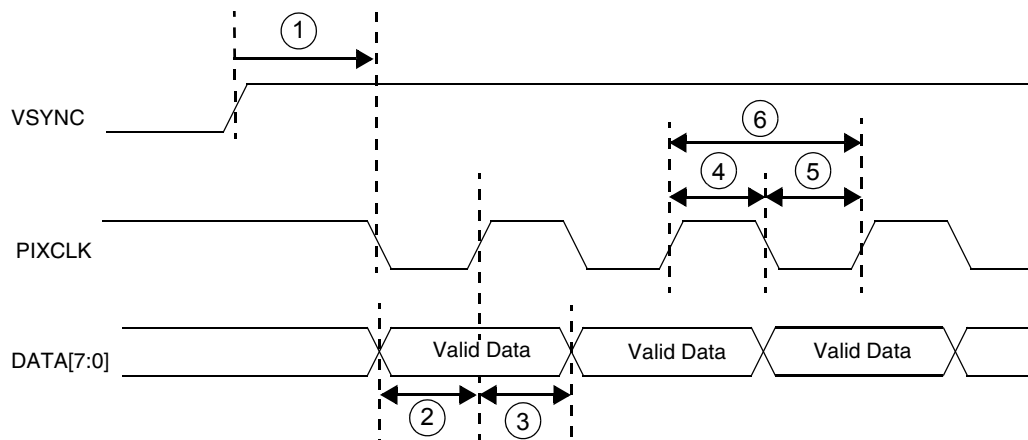 1
VSYNC
6
4
5
PIXCLK
DATA[7:0]
Valid Data
Valid Data
Valid Data
2
3